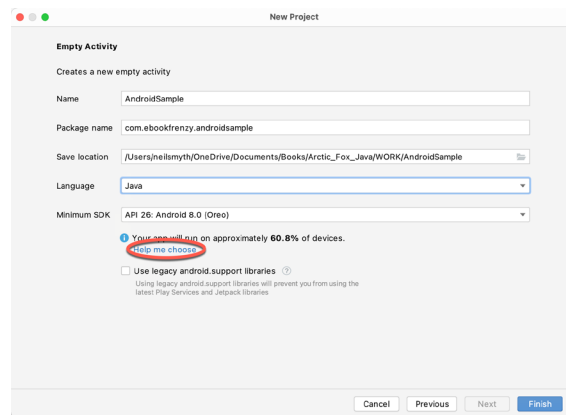 New Project
Empty Activity
Creates a new empty activity
Name AndroidSample
Package name com.ebookfrenzy.androidsample
Save location /Users/neilsmyth/OneDrive/Documents/Books/Arctic_Fox_Java/WORK/AndroidSample
Language Java
Minimum SDK API 26: Android 8.0 (Oreo)
Your app will run on approximately 60.8% of devices.
Help me choose
Use legacy android.support libraries ?
Using legacy android.support libraries will prevent you from using the
latest Play Services and Jetpack libraries
Cancel Previous Next Finish